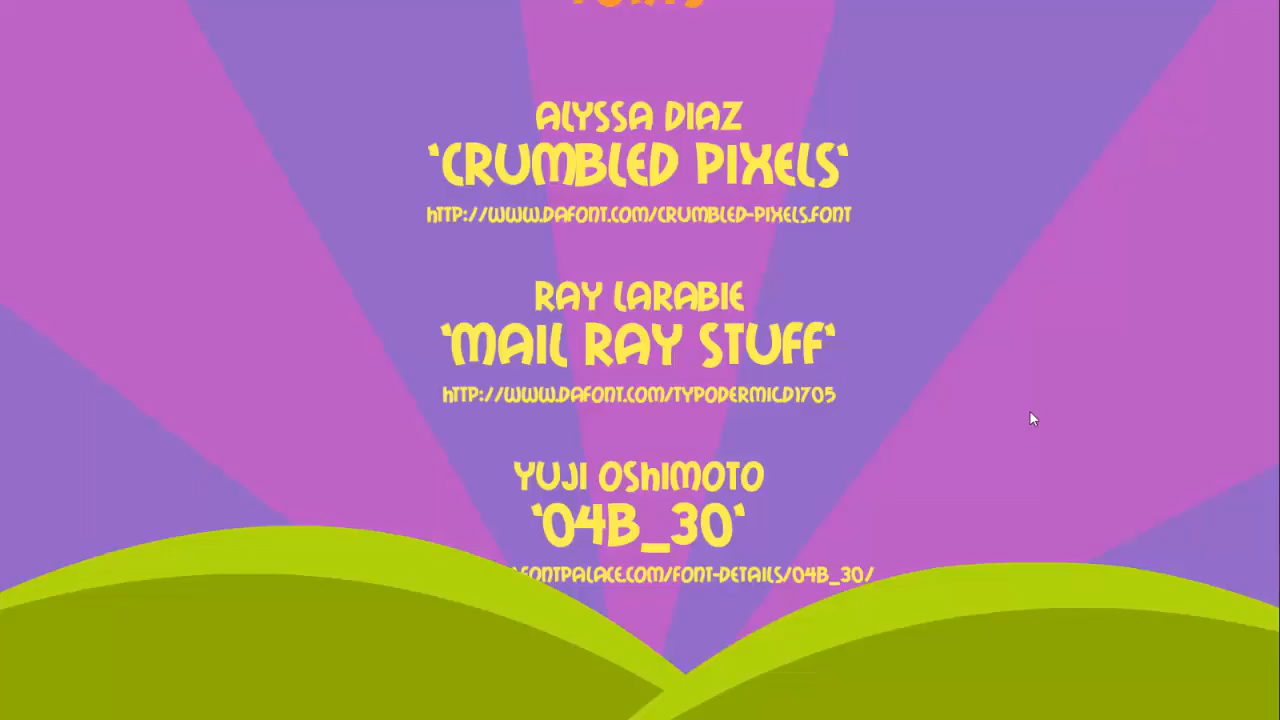 FONTS
ALYSSA DIAZ
'CRUMBLED PIXELS'
HTTP://WWW.DAFONT.COM/CRUMBLED-PIXELS.FONT
RAY LARABIE
'MAIL RAY STUFF'
HTTP://WWW.DAFONT.COM/TYPODERMIC.D1705
YUJI OSHIMOTO
'04B_30'
FONTPALACE.COM/FONT-DETAILS/04B_30/